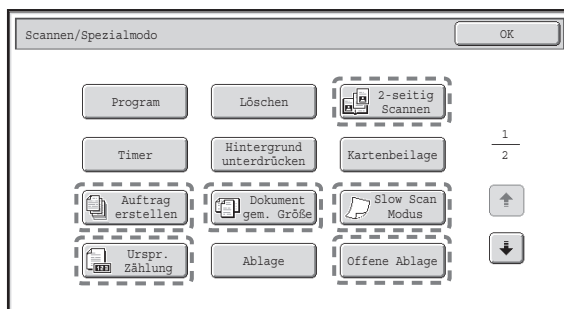 Scannen/Spezialmodo
OK
Program
Löschen
2-seitig
Scannen
Timer
Hintergrund
unterdrücken
Kartenbeilage
1
2
Auftrag
erstellen
Dokument
gem. Größe
Slow Scan
Modus
Urspr.
Zählung
Ablage
Offene Ablage